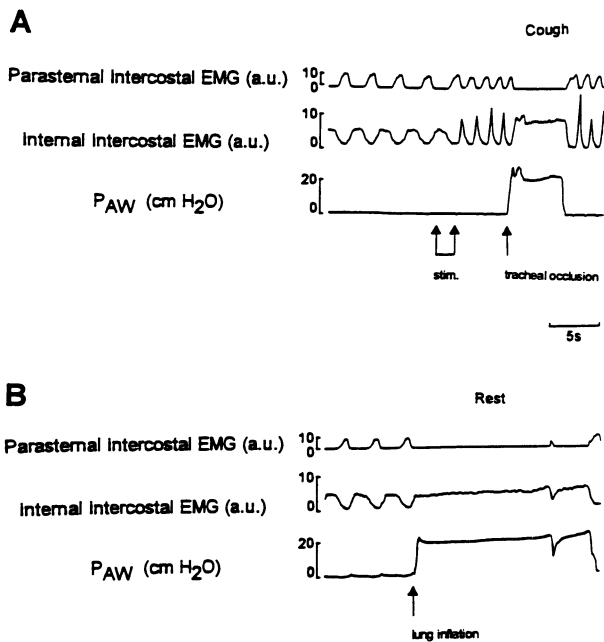 A
Cough
Parasternal Intercostal EMG (a.u.)
10
0
Internal Intercostal EMG (a.u.)
10
0
PAW (cm H2O)
20
0
stim.
tracheal occlusion
5s
B
Rest
Parasternal Intercostal EMG (a.u.)
10
0
Internal Intercostal EMG (a.u.)
10
0
PAW (cm H2O)
20
0
lung inflation